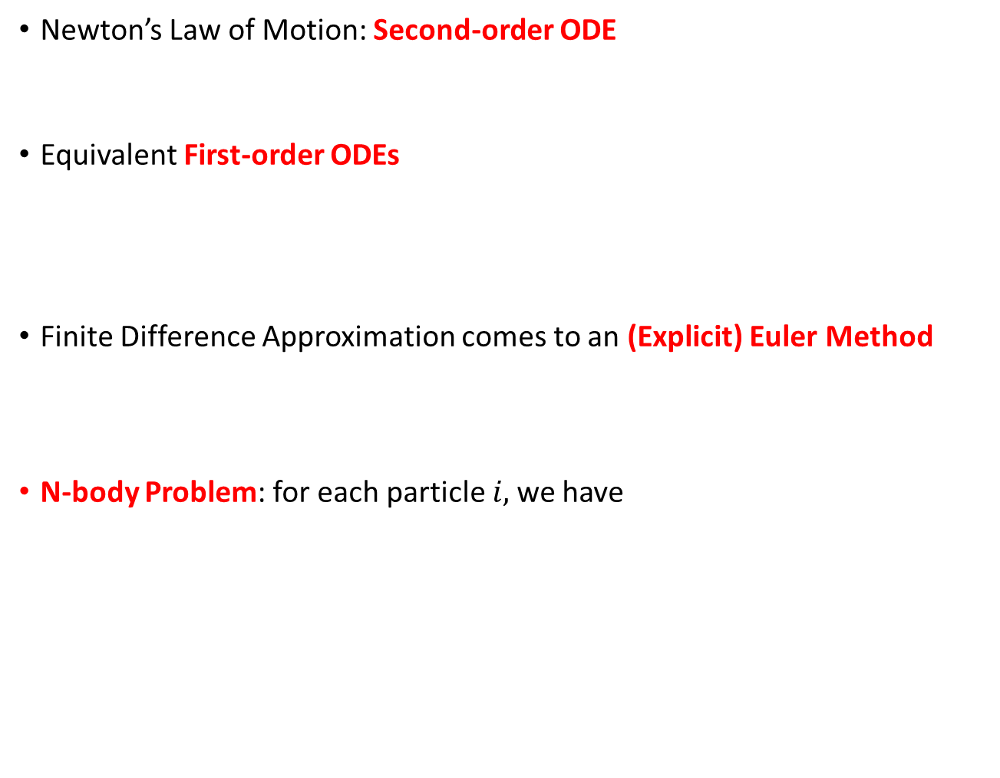 • Newton’s Law of Motion: Second-order ODE
• Equivalent First-order ODEs
• Finite Difference Approximation comes to an (Explicit) Euler Method
• N-body Problem: for each particle 𝑖, we have